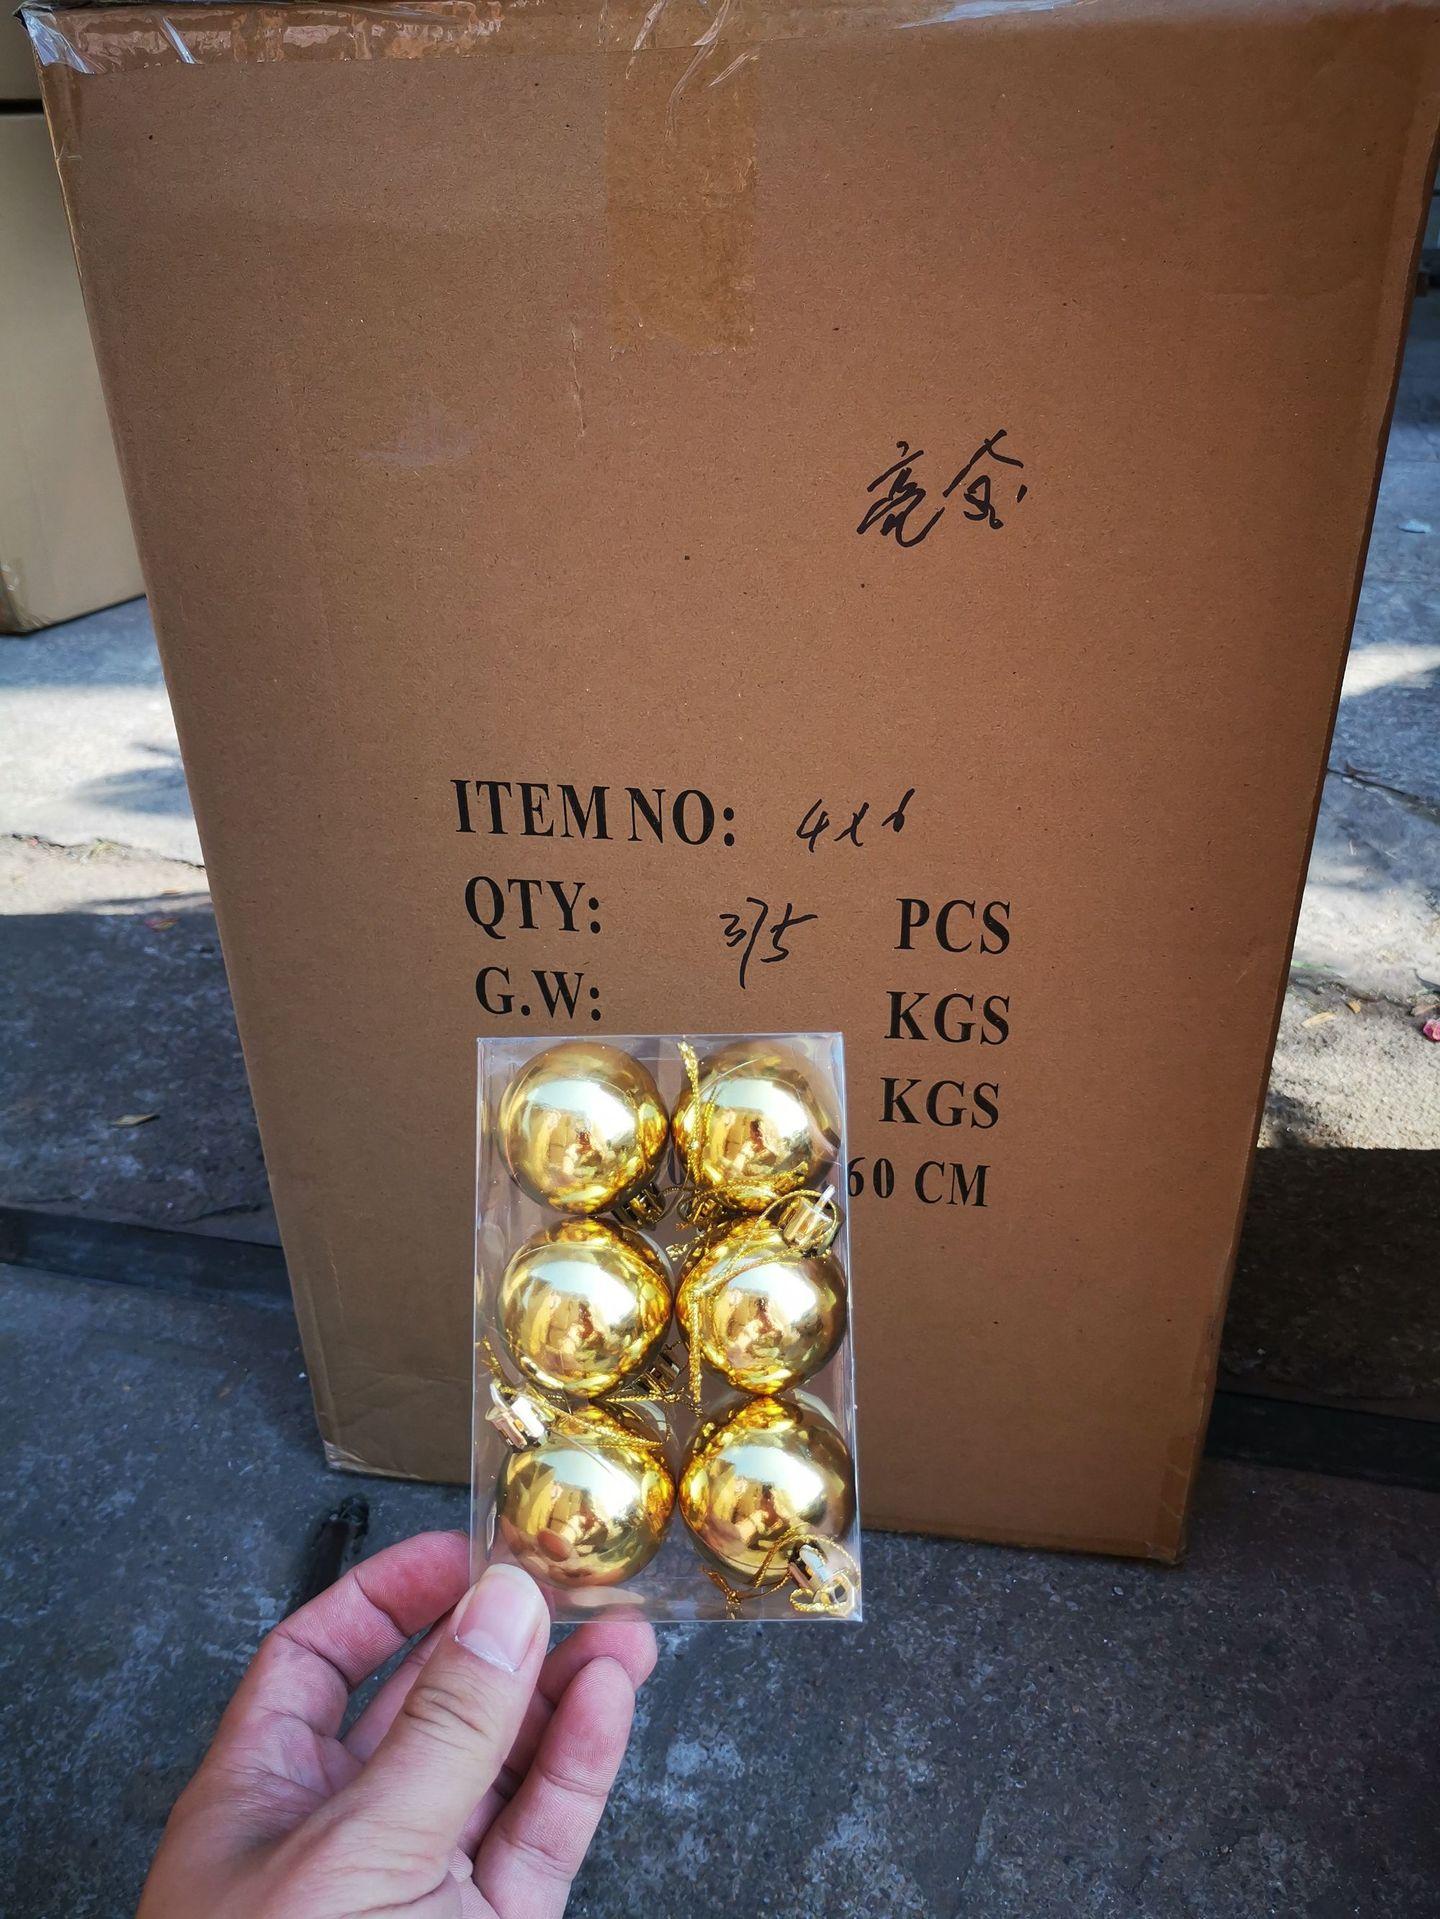 亮金
ITEM NO: 4x6
QTY: 375 PCS
G.W: KGS
KGS
60 CM